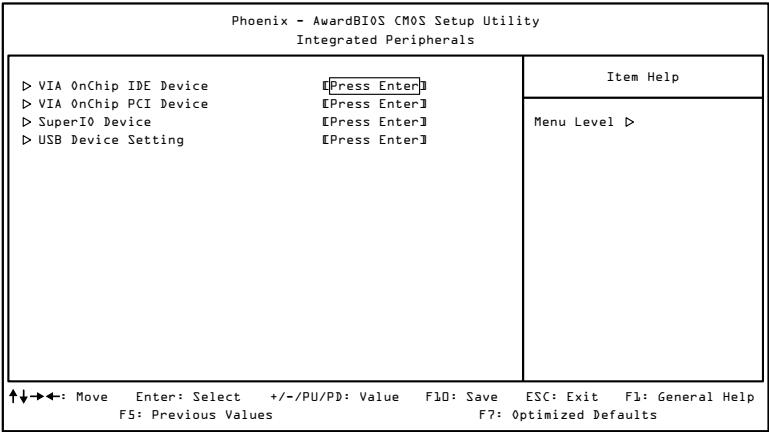 Phoenix - AwardBIOS CMOS Setup Utility
Integrated Peripherals
▷ VIA OnChip IDE Device [Press Enter]
▷ VIA OnChip PCI Device [Press Enter]
▷ SuperIO Device [Press Enter]
▷ USB Device Setting [Press Enter]
Item Help
Menu Level ▷
↑↓→←: Move Enter: Select +/-/PU/PD: Value F10: Save ESC: Exit F1: General Help
F5: Previous Values F7: Optimized Defaults